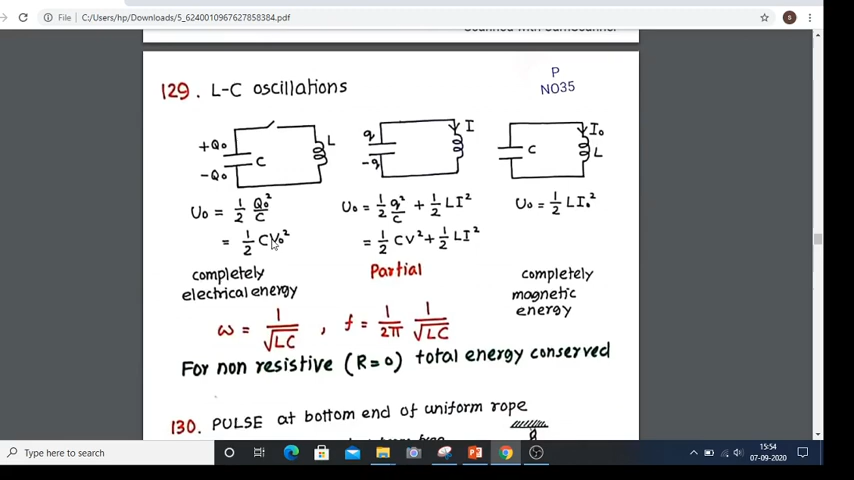 File | C:/Users/hp/Downloads/5_6240010967627858384.pdf
S
129. L-C oscillations
P
NO35
+Q0
-Q0
C
L
q
-q
I
C
I0
L
U0 = 1/2 Q0²/C
= 1/2 CV0²
completely
electrical energy
U0 = 1/2 q²/C + 1/2 LI²
= 1/2 CV² + 1/2 LI²
Partial
U0 = 1/2 LI0²
completely
magnetic
energy
ω = 1/√LC , f = 1/2π 1/√LC
For non resistive (R=0) total energy conserved
130. PULSE at bottom end of uniform rope
Type here to search
15:54
07-09-2020